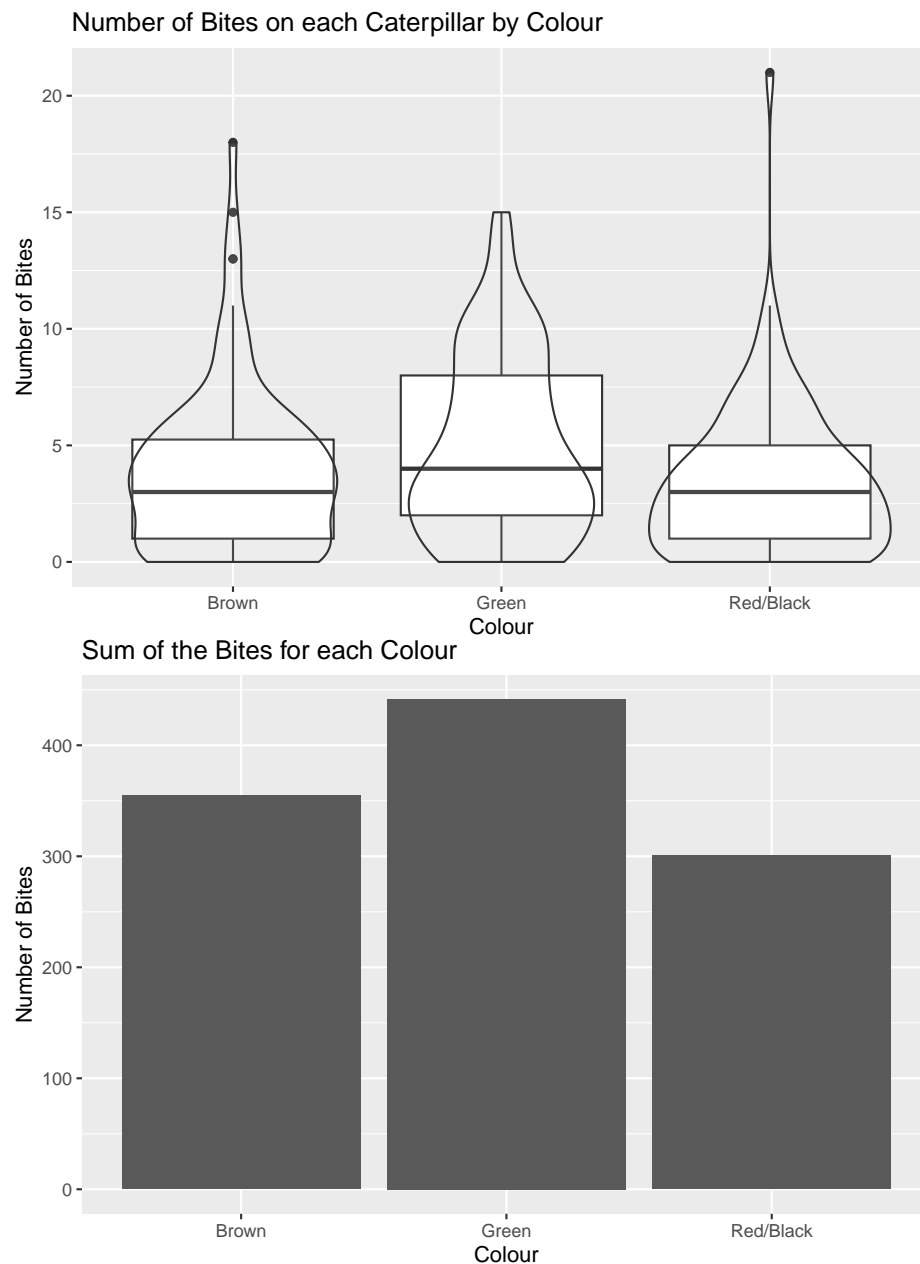 Number of Bites on each Caterpillar by Colour
20
15
10
5
0
Number of Bites
Brown Green Red/Black
Colour
Sum of the Bites for each Colour
400
300
200
100
0
Number of Bites
Brown Green Red/Black
Colour